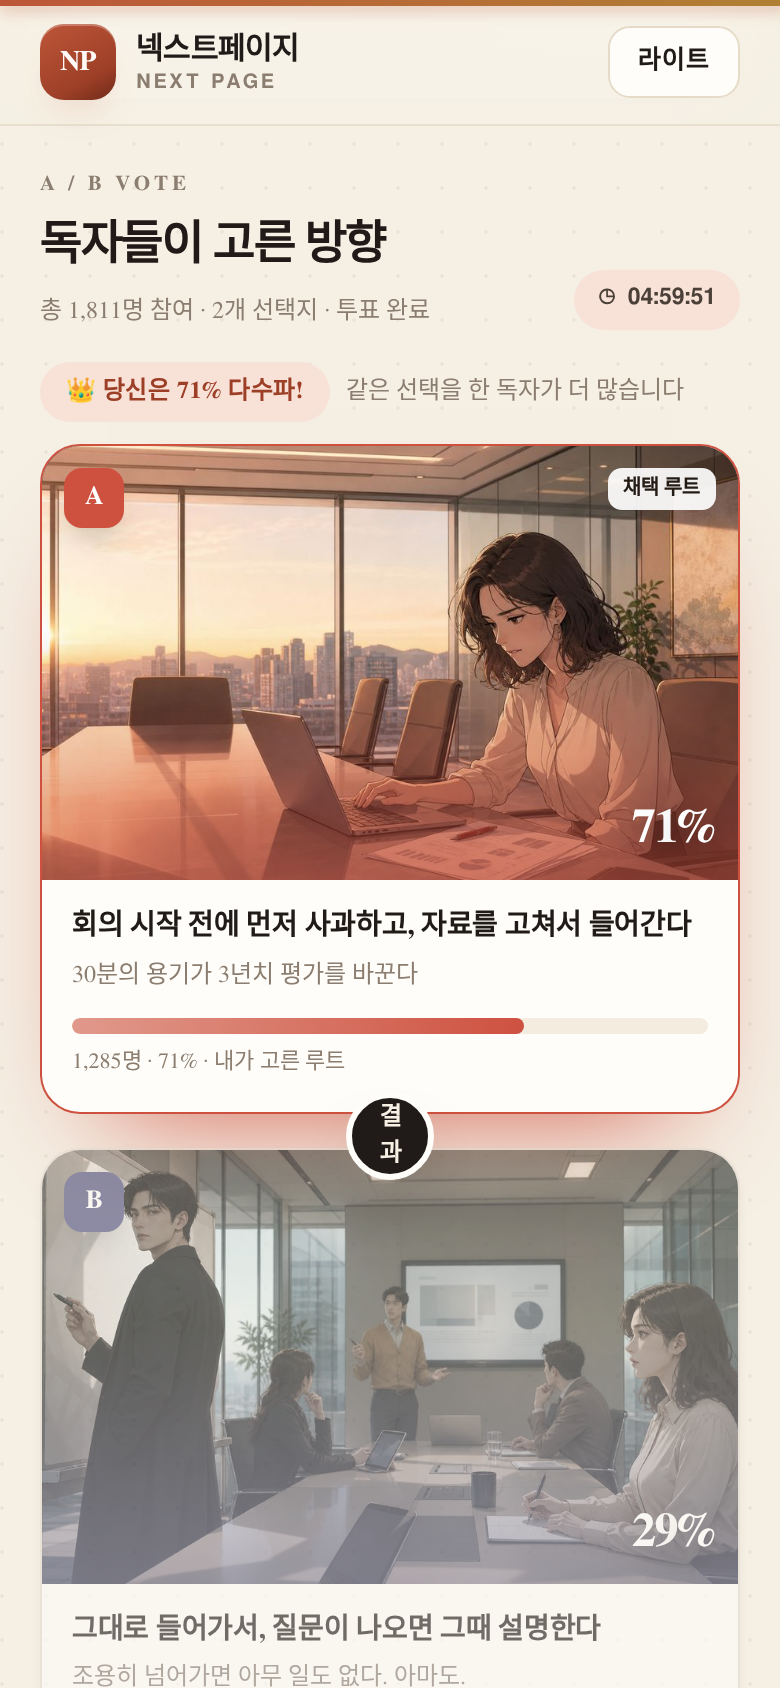 NP
넥스트페이지
NEXT PAGE
라이트
A / B VOTE
독자들이 고른 방향
총 1,811명 참여 · 2개 선택지 · 투표 완료
04:59:51
👑 당신은 71% 다수파!
같은 선택을 한 독자가 더 많습니다
A
채택 루트
71%
회의 시작 전에 먼저 사과하고, 자료를 고쳐서 들어간다
30분의 용기가 3년치 평가를 바꾼다
1,285명 · 71% · 내가 고른 루트
결
과
B
29%
그대로 들어가서, 질문이 나오면 그때 설명한다
조용히 넘어가면 아무 일도 없다. 아마도.